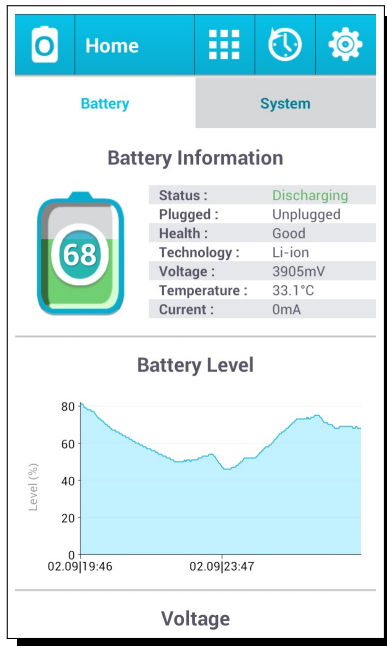 O Home
Battery System
Battery Information
68
Status : Discharging
Plugged : Unplugged
Health : Good
Technology : Li-ion
Voltage : 3905mV
Temperature : 33.1°C
Current : 0mA
Battery Level
Level (%)
80
60
40
20
0
02.09|19:46 02.09|23:47
Voltage